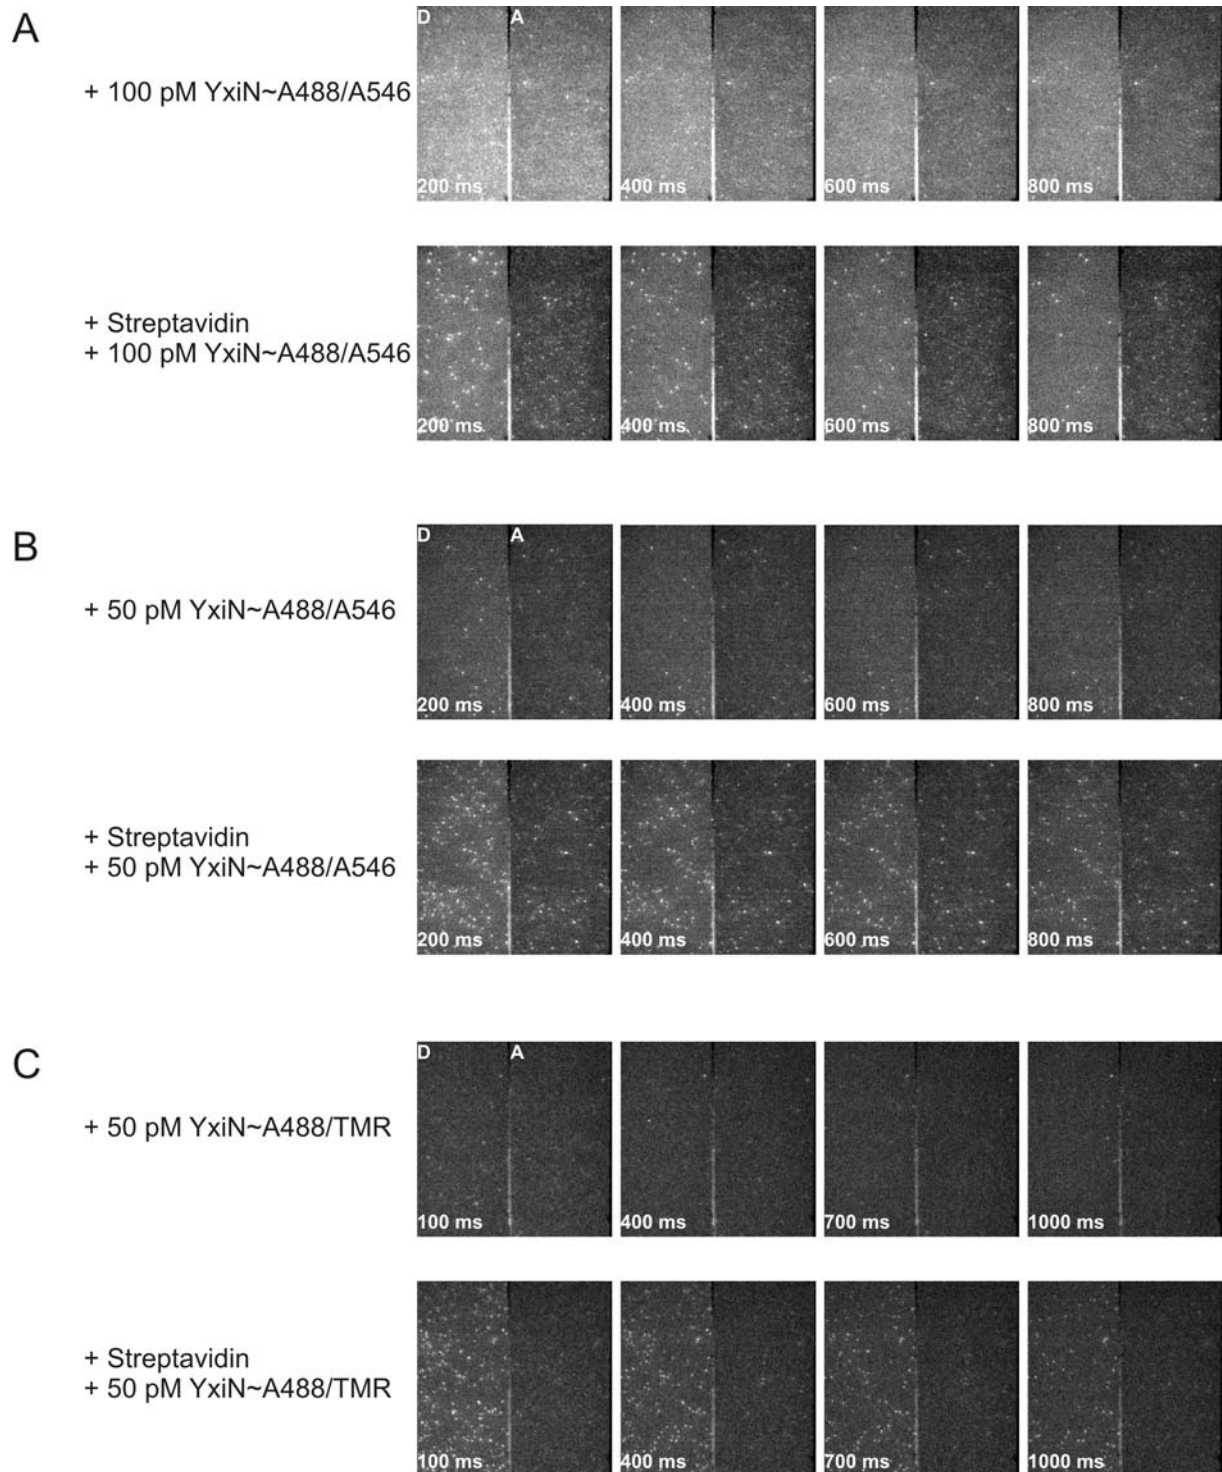 A
D A
+ 100 pM YxiN~A488/A546
200 ms 400 ms 600 ms 800 ms
+ Streptavidin
+ 100 pM YxiN~A488/A546
200 ms 400 ms 600 ms 800 ms
B
D A
+ 50 pM YxiN~A488/A546
200 ms 400 ms 600 ms 800 ms
+ Streptavidin
+ 50 pM YxiN~A488/A546
200 ms 400 ms 600 ms 800 ms
C
D A
+ 50 pM YxiN~A488/TMR
100 ms 400 ms 700 ms 1000 ms
+ Streptavidin
+ 50 pM YxiN~A488/TMR
100 ms 400 ms 700 ms 1000 ms